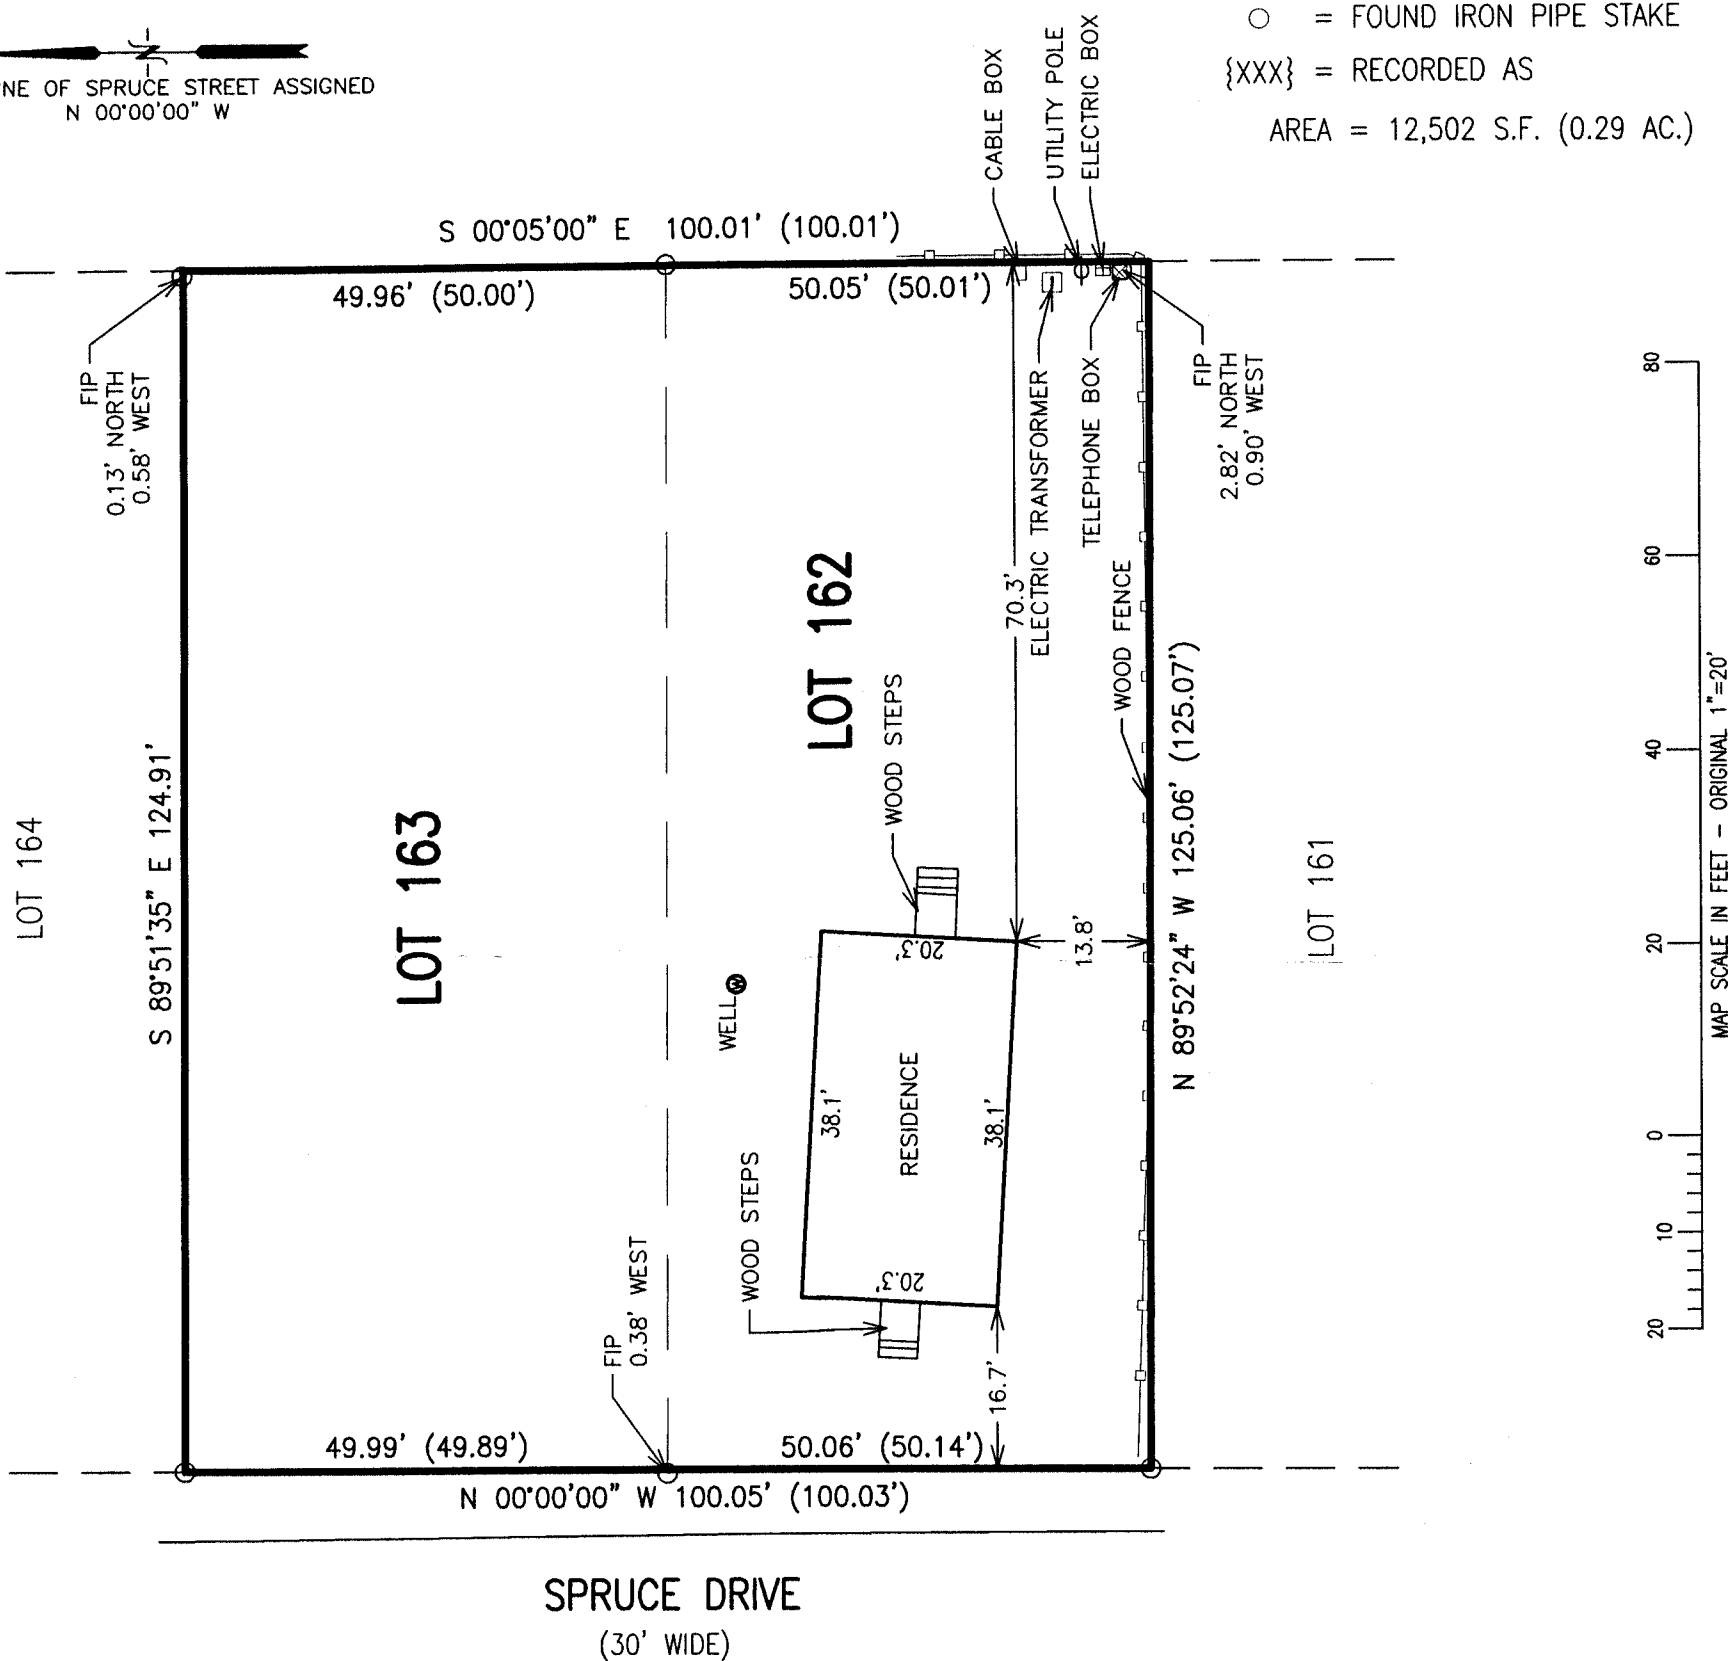 ○ = FOUND IRON PIPE STAKE
{XXX} = RECORDED AS
AREA = 12,502 S.F. (0.29 AC.)
N
NE OF SPRUCE STREET ASSIGNED
N 00°00'00" W
CABLE BOX
UTILITY POLE
ELECTRIC BOX
S 00°05'00" E 100.01' (100.01')
49.96' (50.00')
50.05' (50.01')
FIP
0.13' NORTH
0.58' WEST
FIP
2.82' NORTH
0.90' WEST
ELECTRIC TRANSFORMER
TELEPHONE BOX
70.3'
WOOD FENCE
LOT 162
WOOD STEPS
LOT 164
S 89°51'35" E 124.91'
LOT 163
N 89°52'24" W 125.06' (125.07')
LOT 161
20.3'
13.8'
WELL
W
38.1'
RESIDENCE
38.1'
WOOD STEPS
20.3'
FIP
0.38' WEST
16.7'
49.99' (49.89')
50.06' (50.14')
N 00°00'00" W 100.05' (100.03')
SPRUCE DRIVE
(30' WIDE)
80
60
40
20
0
10
20
MAP SCALE IN FEET - ORIGINAL 1"=20'